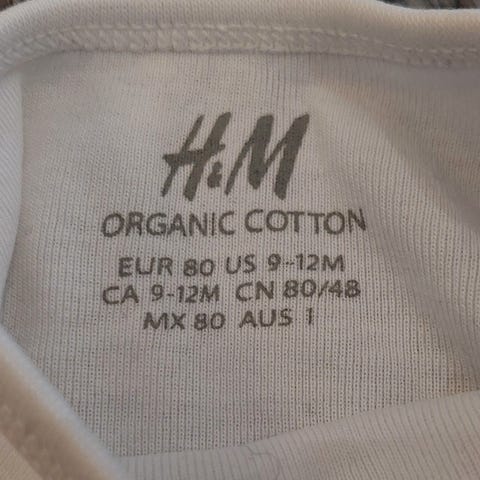 H&M
ORGANIC COTTON
EUR 80 US 9-12M
CA 9-12M CN 80/48
MX 80 AUS 1